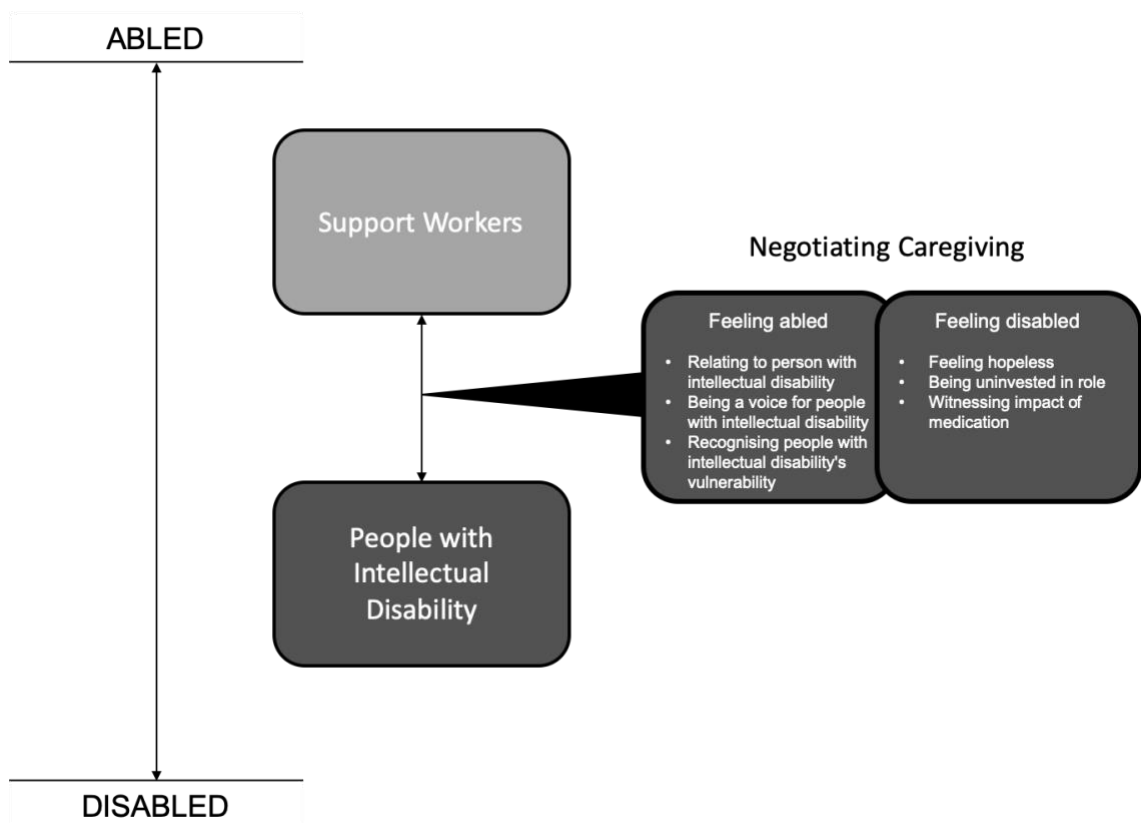 ABLED
Support Workers
Negotiating Caregiving
Feeling abled
• Relating to person with
intellectual disability
• Being a voice for people
with intellectual disability
• Recognising people with
intellectual disability's
vulnerability
Feeling disabled
• Feeling hopeless
• Being uninvested in role
• Witnessing impact of
medication
People with
Intellectual
Disability
DISABLED